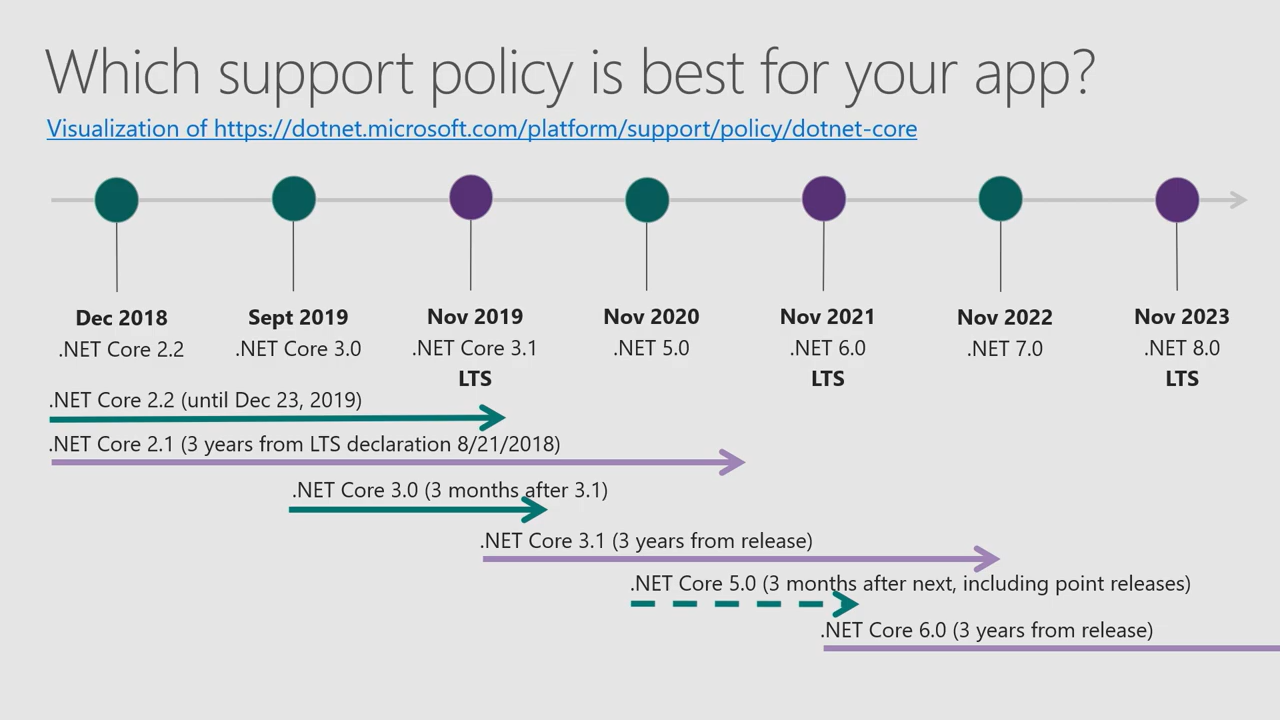 Which support policy is best for your app?
Visualization of https://dotnet.microsoft.com/platform/support/policy/dotnet-core
Dec 2018
.NET Core 2.2
Sept 2019
.NET Core 3.0
Nov 2019
.NET Core 3.1
LTS
Nov 2020
.NET 5.0
Nov 2021
.NET 6.0
LTS
Nov 2022
.NET 7.0
Nov 2023
.NET 8.0
LTS
.NET Core 2.2 (until Dec 23, 2019)
.NET Core 2.1 (3 years from LTS declaration 8/21/2018)
.NET Core 3.0 (3 months after 3.1)
.NET Core 3.1 (3 years from release)
.NET Core 5.0 (3 months after next, including point releases)
.NET Core 6.0 (3 years from release)